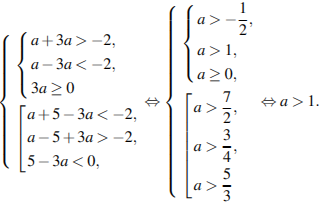 { { a + 3a > −2,
a − 3a < −2,
3a ≥ 0
[ a + 5 − 3a < −2,
a − 5 + 3a > −2,
5 − 3a < 0,
⇔
{ { a > −1/2,
a > 1,
a ≥ 0,
[ a > 7/2,
a > 3/4,
a > 5/3
⇔ a > 1.